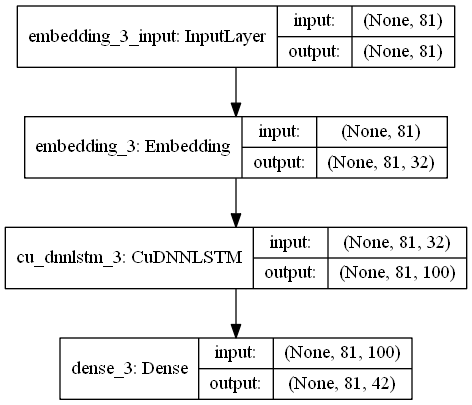 embedding_3_input: InputLayer
input: (None, 81)
output: (None, 81)
embedding_3: Embedding
input: (None, 81)
output: (None, 81, 32)
cu_dnnlstm_3: CuDNNLSTM
input: (None, 81, 32)
output: (None, 81, 100)
dense_3: Dense
input: (None, 81, 100)
output: (None, 81, 42)